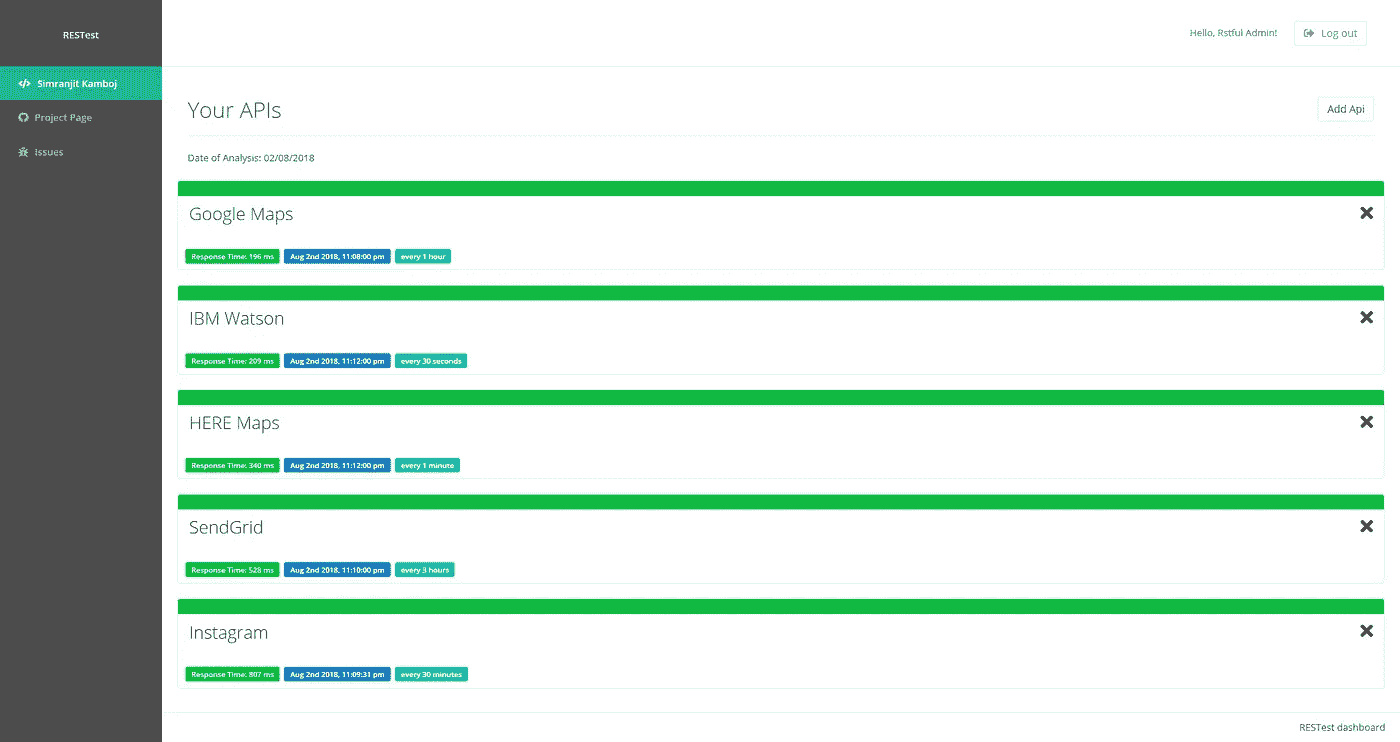 RESTest
Hello, Rstful Admin!
Log out
Simranjit Kamboj
Project Page
Issues
Your APIs
Add Api
Date of Analysis: 02/08/2018
Google Maps
Response Time: 196 ms Aug 2nd 2018, 11:08:00 pm every 1 hour
IBM Watson
Response Time: 209 ms Aug 2nd 2018, 11:12:00 pm every 30 seconds
HERE Maps
Response Time: 340 ms Aug 2nd 2018, 11:12:00 pm every 1 minute
SendGrid
Response Time: 528 ms Aug 2nd 2018, 11:10:00 pm every 3 hours
Instagram
Response Time: 807 ms Aug 2nd 2018, 11:09:31 pm every 30 minutes
RESTest dashboard